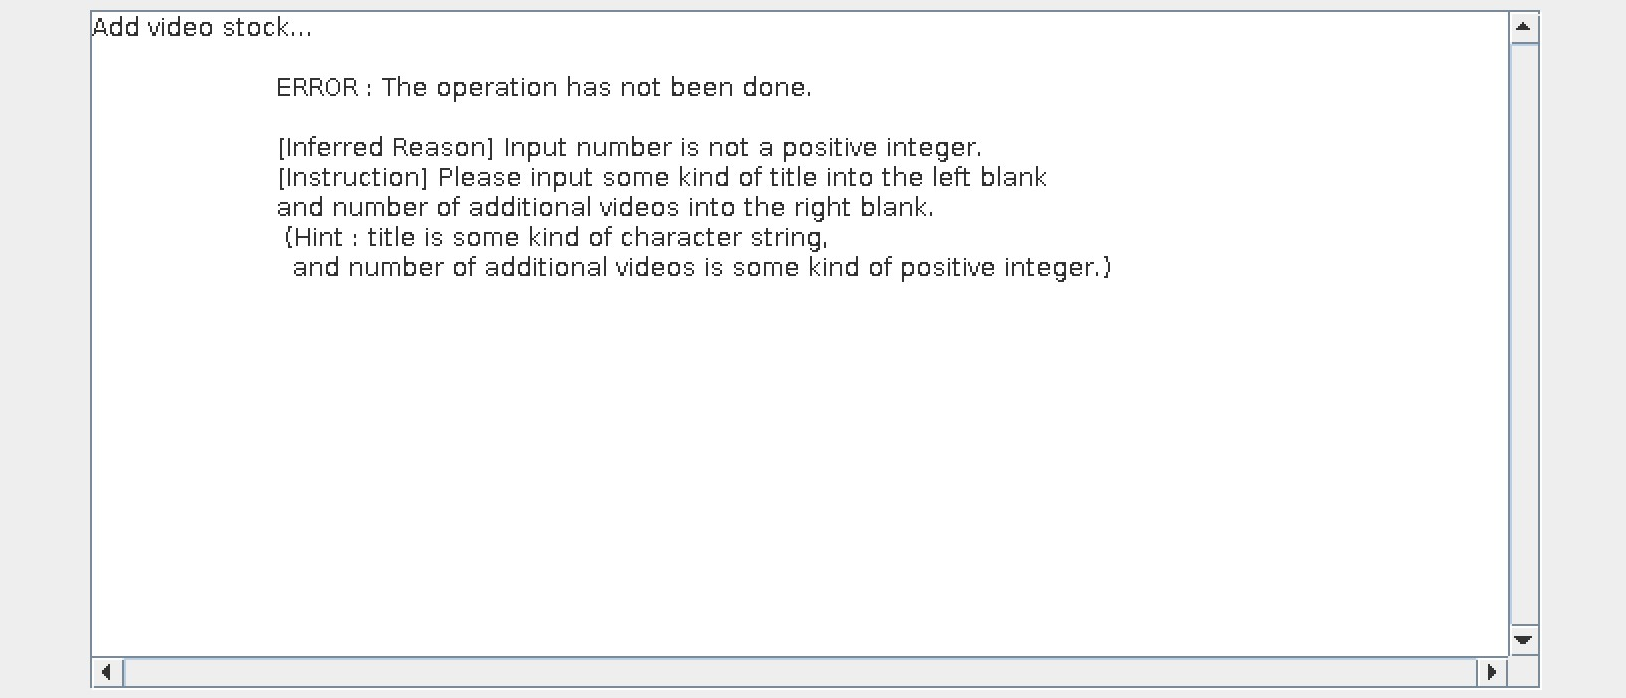 Add video stock...
ERROR : The operation has not been done.
[Inferred Reason] Input number is not a positive integer.
[Instruction] Please input some kind of title into the left blank
and number of additional videos into the right blank.
(Hint : title is some kind of character string,
and number of additional videos is some kind of positive integer.)